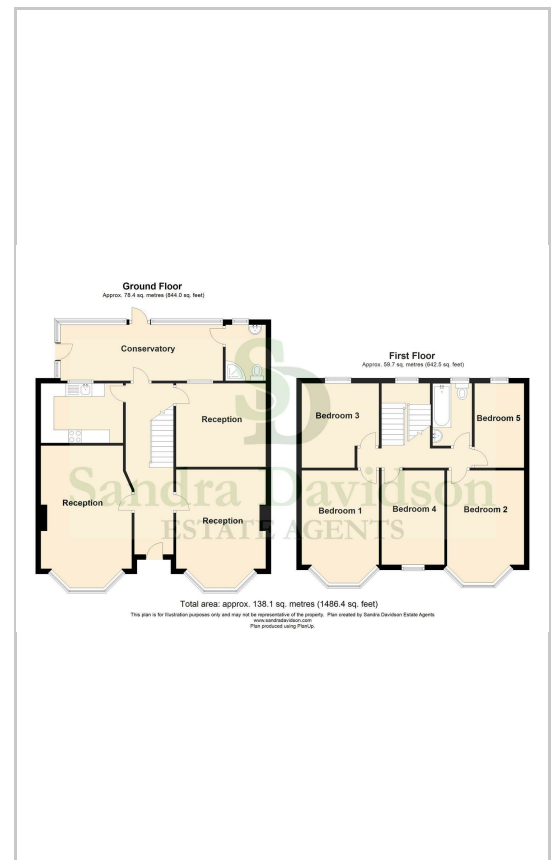 Ground Floor
Approx. 78.4 sq. metres (844.0 sq. feet)
Conservatory
Reception
Reception
Reception
First Floor
Approx. 59.7 sq. metres (642.5 sq. feet)
Bedroom 3
Bedroom 5
Bedroom 1
Bedroom 4
Bedroom 2
SD
Sandra Davidson
ESTATE AGENTS
Total area: approx. 138.1 sq. metres (1486.4 sq. feet)
This plan is for illustration purposes only and may not be representative of the property. Plan created by Sandra Davidson Estate Agents
www.sandradavidson.com
Plan produced using PlanUp.